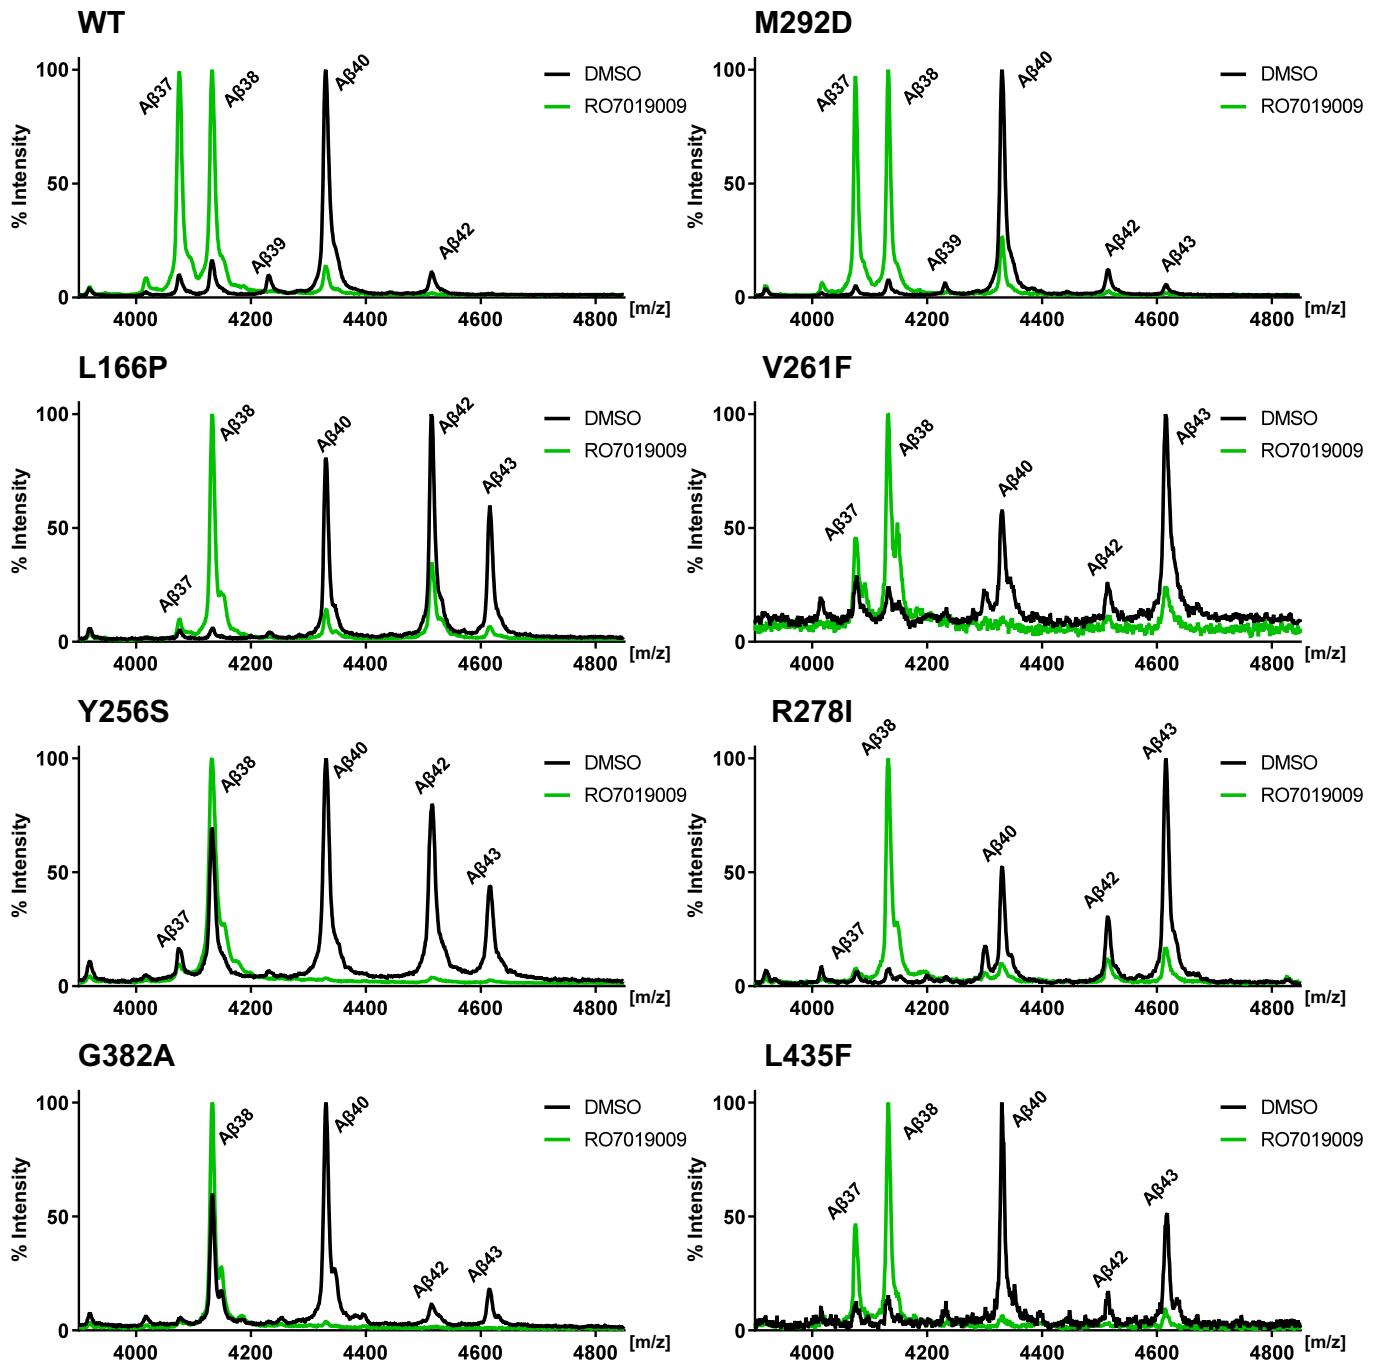 WT
% Intensity
100
50
0
Aβ37
Aβ38
Aβ39
Aβ40
Aβ42
DMSO
RO7019009
4000 4200 4400 4600 4800 [m/z]
M292D
% Intensity
100
50
0
Aβ37
Aβ38
Aβ39
Aβ40
Aβ42
Aβ43
DMSO
RO7019009
4000 4200 4400 4600 4800 [m/z]
L166P
% Intensity
100
50
0
Aβ37
Aβ38
Aβ40
Aβ42
Aβ43
DMSO
RO7019009
4000 4200 4400 4600 4800 [m/z]
V261F
% Intensity
100
50
0
Aβ37
Aβ38
Aβ40
Aβ42
Aβ43
DMSO
RO7019009
4000 4200 4400 4600 4800 [m/z]
Y256S
% Intensity
100
50
0
Aβ37
Aβ38
Aβ40
Aβ42
Aβ43
DMSO
RO7019009
4000 4200 4400 4600 4800 [m/z]
R278I
% Intensity
100
50
0
Aβ37
Aβ38
Aβ40
Aβ42
Aβ43
DMSO
RO7019009
4000 4200 4400 4600 4800 [m/z]
G382A
% Intensity
100
50
0
Aβ38
Aβ40
Aβ42
Aβ43
DMSO
RO7019009
4000 4200 4400 4600 4800 [m/z]
L435F
% Intensity
100
50
0
Aβ37
Aβ38
Aβ40
Aβ42
Aβ43
DMSO
RO7019009
4000 4200 4400 4600 4800 [m/z]